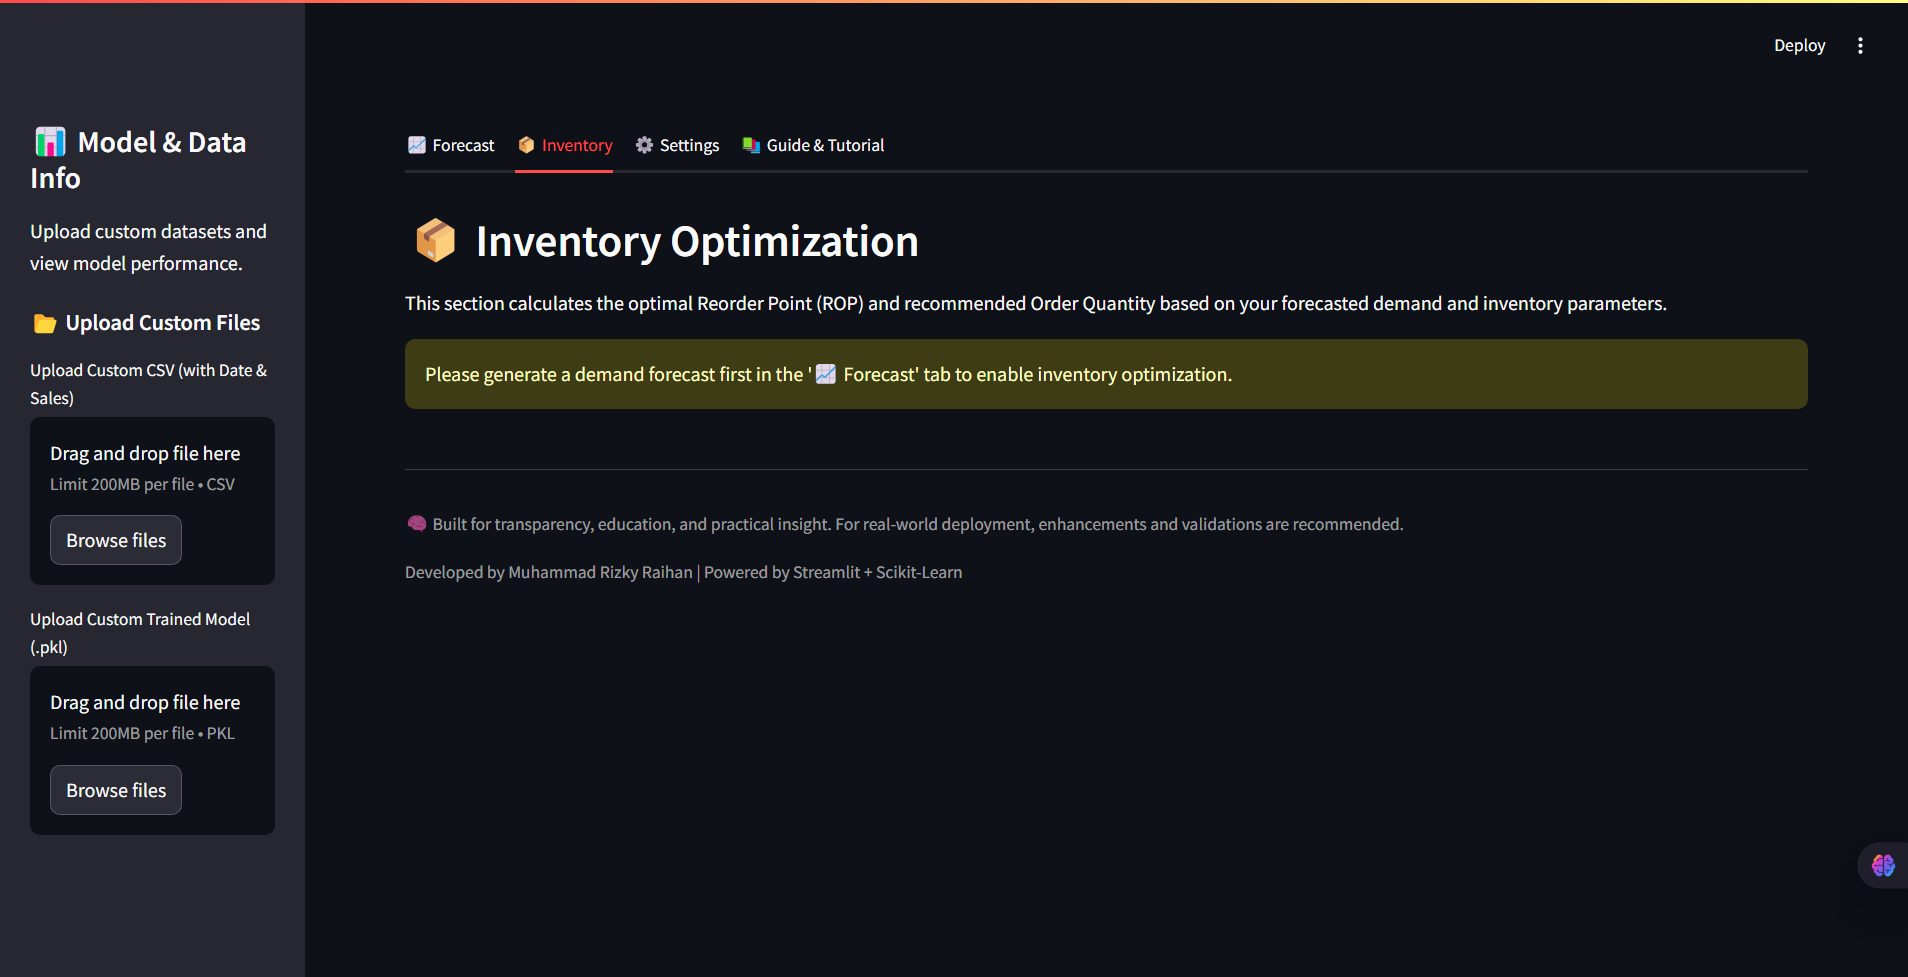 Deploy
Model & Data
Info
Upload custom datasets and
view model performance.
Upload Custom Files
Upload Custom CSV (with Date &
Sales)
Drag and drop file here
Limit 200MB per file • CSV
Browse files
Upload Custom Trained Model
(.pkl)
Drag and drop file here
Limit 200MB per file • PKL
Browse files
Forecast Inventory Settings Guide & Tutorial
Inventory Optimization
This section calculates the optimal Reorder Point (ROP) and recommended Order Quantity based on your forecasted demand and inventory parameters.
Please generate a demand forecast first in the '📈 Forecast' tab to enable inventory optimization.
Built for transparency, education, and practical insight. For real-world deployment, enhancements and validations are recommended.
Developed by Muhammad Rizky Raihan | Powered by Streamlit + Scikit-Learn